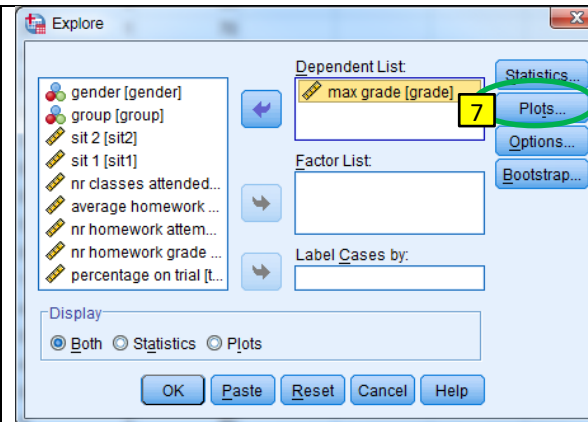 Explore
Dependent List:
gender [gender]
group [group]
sit 2 [sit2]
sit 1 [sit1]
nr classes attended...
average homework ...
nr homework attem...
nr homework grade ...
percentage on trial [t...
max grade [grade]
7
Factor List:
Label Cases by:
Statistics...
Plots...
Options...
Bootstrap...
Display
Both Statistics Plots
OK Paste Reset Cancel Help